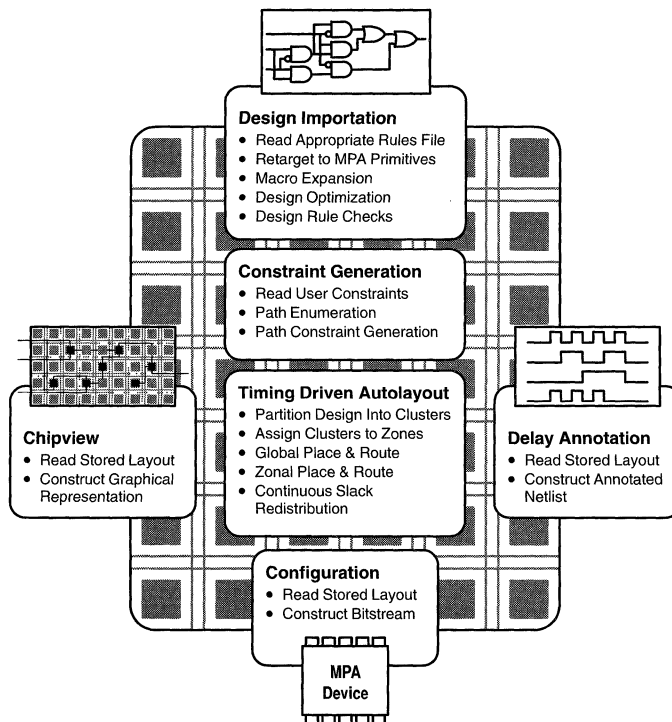 Design Importation
• Read Appropriate Rules File
• Retarget to MPA Primitives
• Macro Expansion
• Design Optimization
• Design Rule Checks
Constraint Generation
• Read User Constraints
• Path Enumeration
• Path Constraint Generation
Timing Driven Autolayout
• Partition Design Into Clusters
• Assign Clusters to Zones
• Global Place & Route
• Zonal Place & Route
• Continuous Slack
Redistribution
Chipview
• Read Stored Layout
• Construct Graphical
Representation
Delay Annotation
• Read Stored Layout
• Construct Annotated
Netlist
Configuration
• Read Stored Layout
• Construct Bitstream
MPA
Device